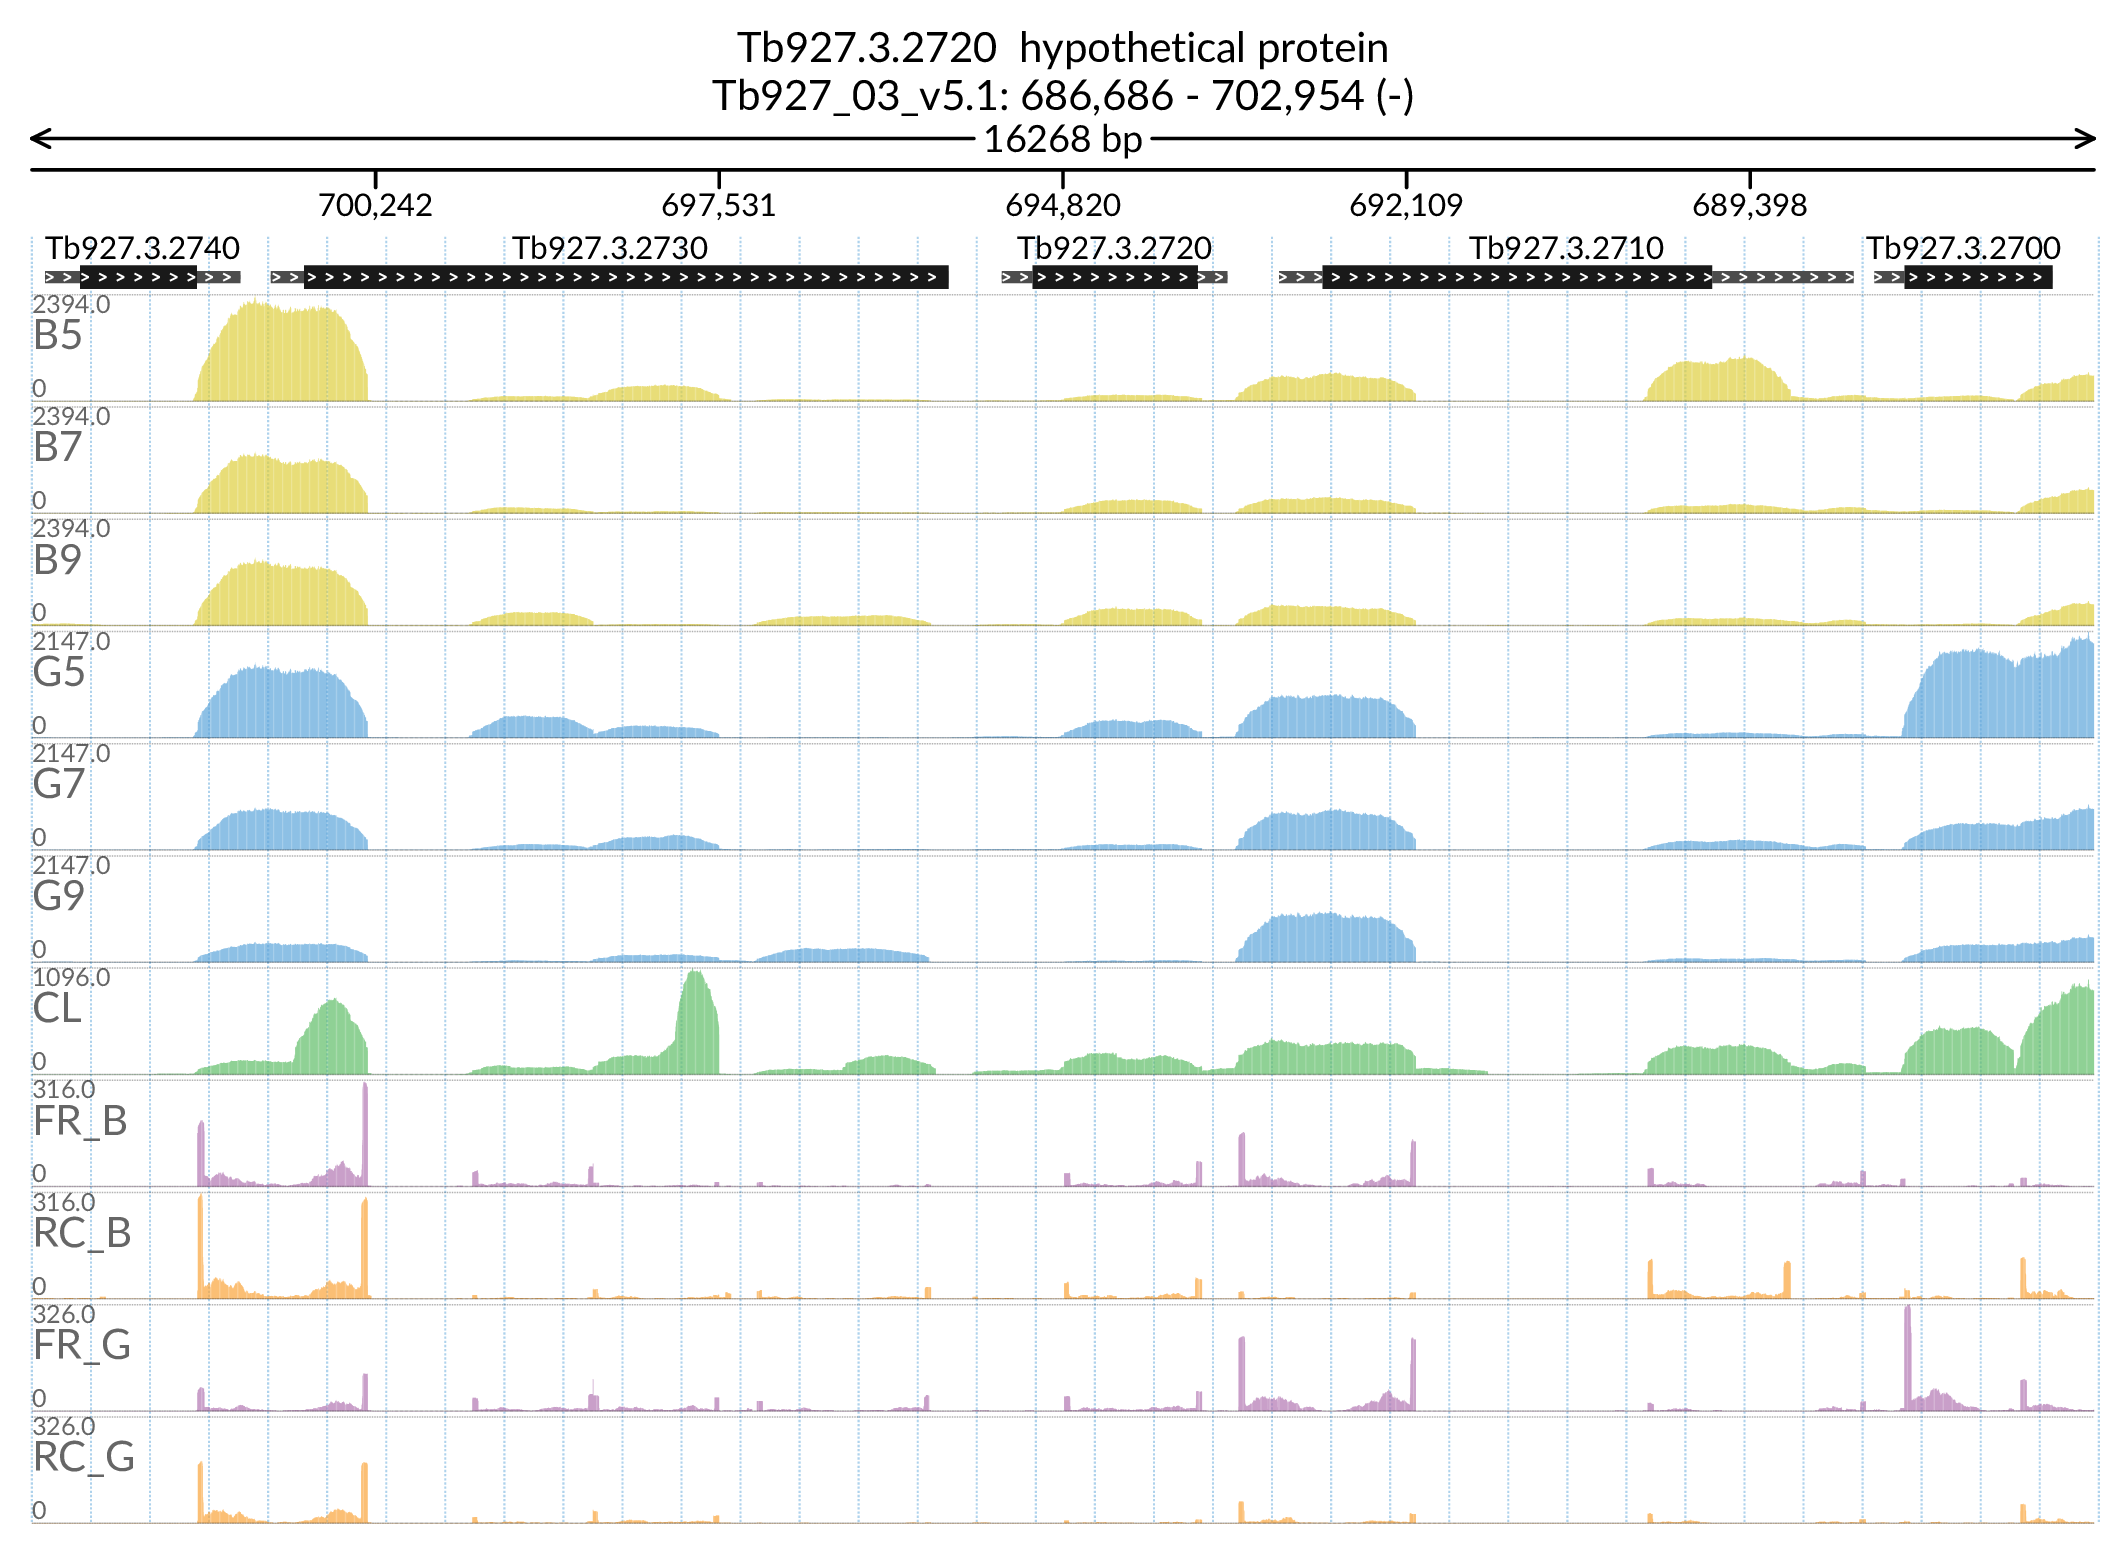 Tb927.3.2720 hypothetical protein
Tb927_03_v5.1: 686,686 - 702,954 (-)
16268 bp
700,242 697,531 694,820 692,109 689,398
Tb927.3.2740 Tb927.3.2730 Tb927.3.2720 Tb927.3.2710 Tb927.3.2700
2394.0
B5
0
2394.0
B7
0
2394.0
B9
0
2147.0
G5
0
2147.0
G7
0
2147.0
G9
0
1096.0
CL
0
316.0
FR_B
0
316.0
RC_B
0
326.0
FR_G
0
326.0
RC_G
0